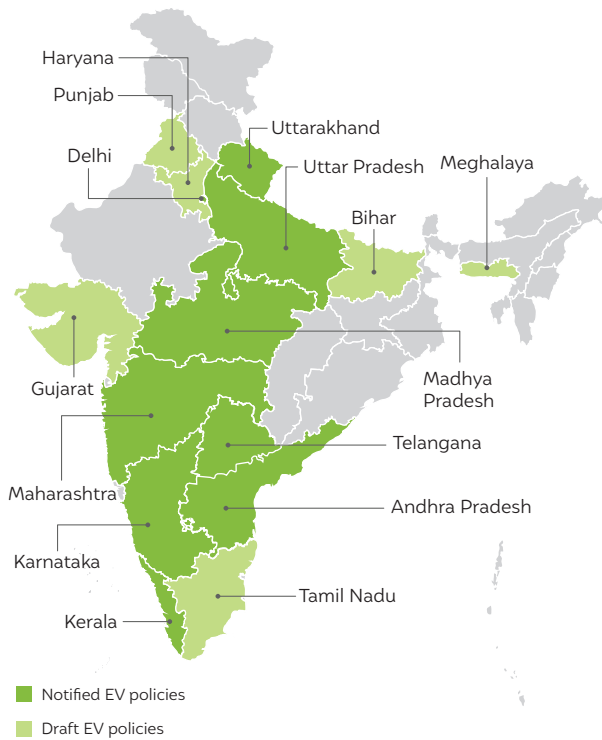 Haryana
Punjab
Uttarakhand
Delhi
Uttar Pradesh
Meghalaya
Bihar
Gujarat
Madhya
Pradesh
Telangana
Maharashtra
Andhra Pradesh
Karnataka
Tamil Nadu
Kerala
Notified EV policies
Draft EV policies